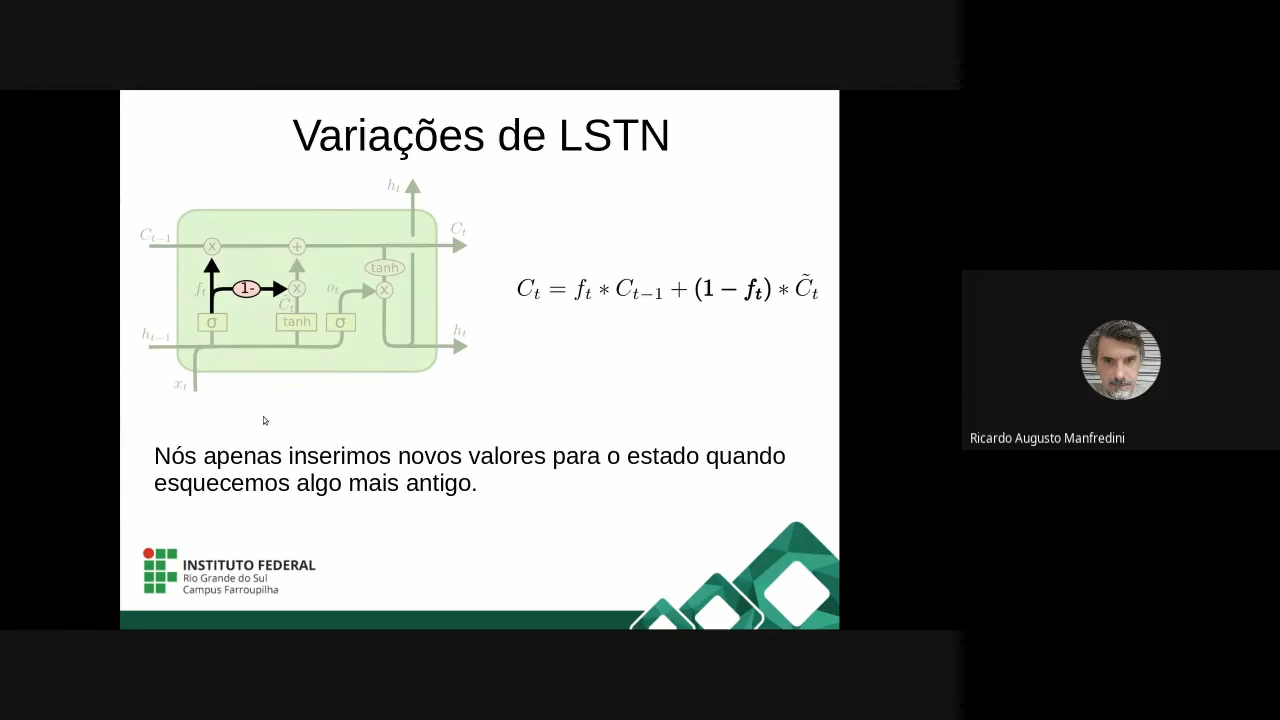 Variações de LSTN
h_t
C_{t-1}
C_t
x
+
tanh
f_t
1-
x
o_t
x
C̃_t
σ
tanh
σ
h_{t-1}
h_t
x_t
C_t = f_t * C_{t-1} + (1 − f_t) * C̃_t
Nós apenas inserimos novos valores para o estado quando
esquecemos algo mais antigo.
INSTITUTO FEDERAL
Rio Grande do Sul
Campus Farroupilha
Ricardo Augusto Manfredini